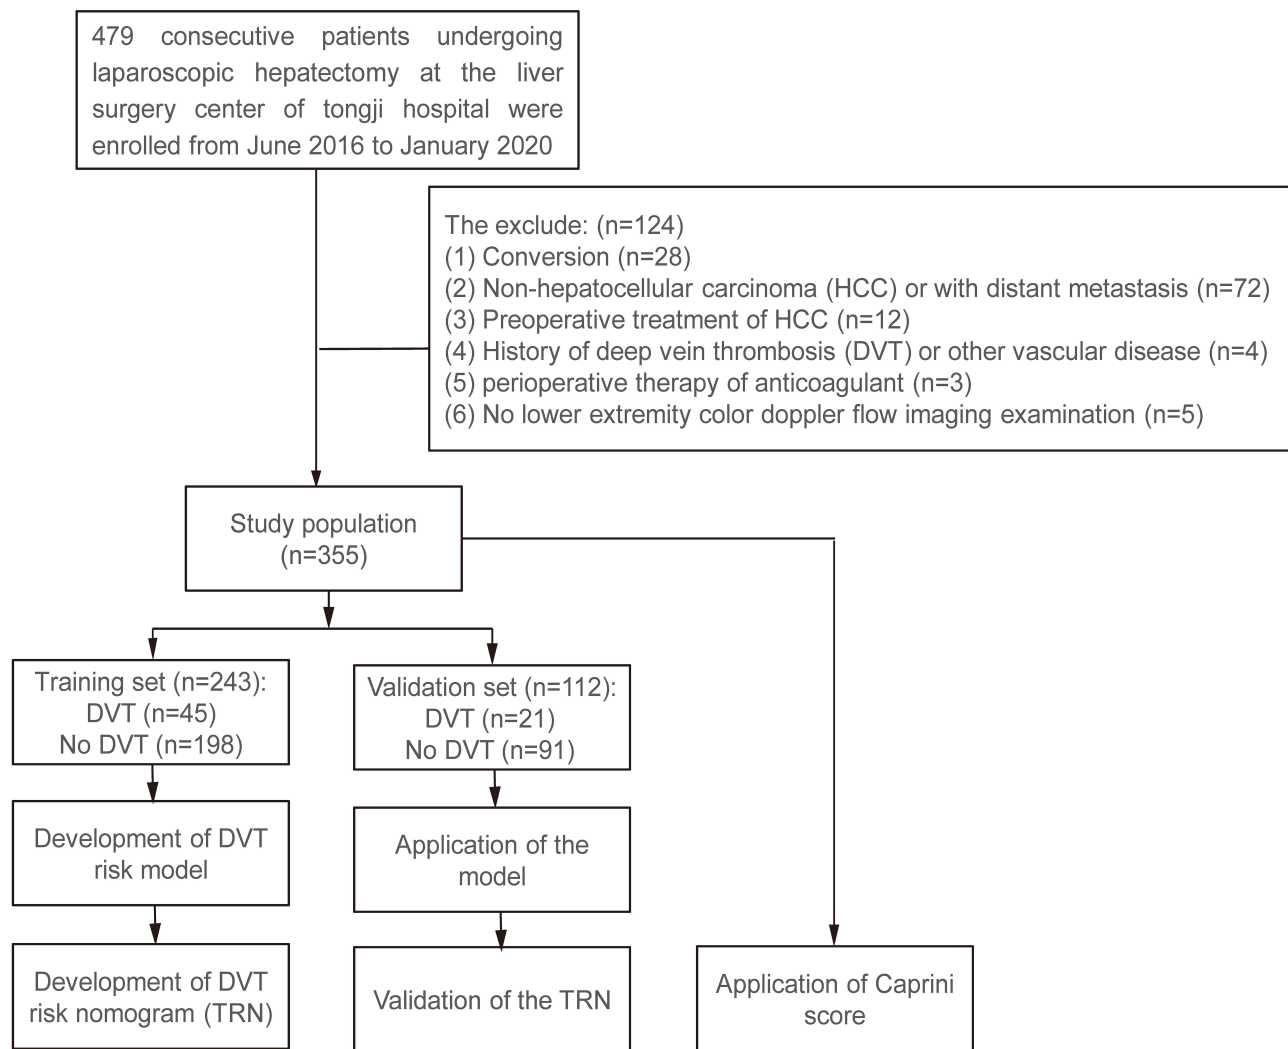 479 consecutive patients undergoing
laparoscopic hepatectomy at the liver
surgery center of tongji hospital were
enrolled from June 2016 to January 2020
The exclude: (n=124)
(1) Conversion (n=28)
(2) Non-hepatocellular carcinoma (HCC) or with distant metastasis (n=72)
(3) Preoperative treatment of HCC (n=12)
(4) History of deep vein thrombosis (DVT) or other vascular disease (n=4)
(5) perioperative therapy of anticoagulant (n=3)
(6) No lower extremity color doppler flow imaging examination (n=5)
Study population
(n=355)
Training set (n=243):
DVT (n=45)
No DVT (n=198)
Validation set (n=112):
DVT (n=21)
No DVT (n=91)
Development of DVT
risk model
Application of the
model
Development of DVT
risk nomogram (TRN)
Validation of the TRN
Application of Caprini
score